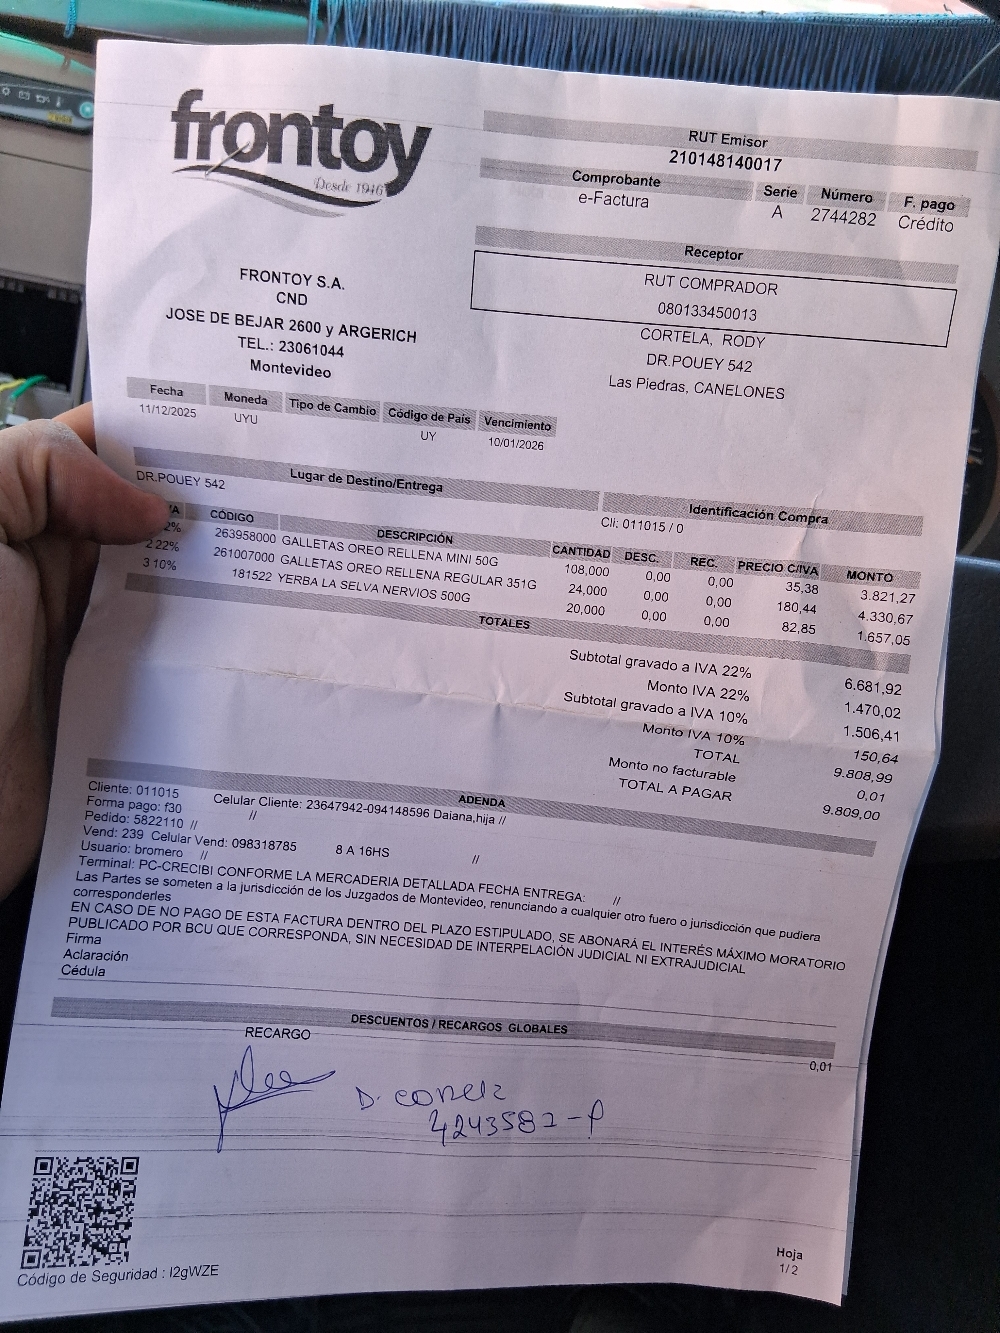 frontoy
Desde 1946
RUT Emisor
210148140017
Comprobante Serie Número F. pago
e-Factura A 2744282 Crédito
Receptor
RUT COMPRADOR
080133450013
CORTELA, RODY
DR.POUEY 542
Las Piedras, CANELONES
FRONTOY S.A.
CND
JOSE DE BEJAR 2600 y ARGERICH
TEL.: 23061044
Montevideo
Fecha Moneda Tipo de Cambio Código de País Vencimiento
11/12/2025 UYU UY 10/01/2026
Lugar de Destino/Entrega Identificación Compra
DR.POUEY 542 Cli: 011015 / 0
CÓDIGO DESCRIPCIÓN CANTIDAD DESC. REC. PRECIO C/IVA MONTO
2% 263958000 GALLETAS OREO RELLENA MINI 50G 108,000 0,00 0,00 35,38 3.821,27
2 22% 261007000 GALLETAS OREO RELLENA REGULAR 351G 24,000 0,00 0,00 180,44 4.330,67
3 10% 181522 YERBA LA SELVA NERVIOS 500G 20,000 0,00 0,00 82,85 1.657,05
TOTALES
Subtotal gravado a IVA 22% 6.681,92
Monto IVA 22% 1.470,02
Subtotal gravado a IVA 10% 1.506,41
Monto IVA 10% 150,64
TOTAL 9.808,99
Monto no facturable 0,01
TOTAL A PAGAR 9.809,00
ADENDA
Cliente: 011015 Celular Cliente: 23647942-094148596 Daiana,hija //
Forma pago: f30 //
Pedido: 5822110 //
Vend: 239 Celular Vend: 098318785 8 A 16HS //
Usuario: bromero //
Terminal: PC-CRECIBI CONFORME LA MERCADERIA DETALLADA FECHA ENTREGA: //
Las Partes se someten a la jurisdicción de los Juzgados de Montevideo, renunciando a cualquier otro fuero o jurisdicción que pudiera
corresponderles
EN CASO DE NO PAGO DE ESTA FACTURA DENTRO DEL PLAZO ESTIPULADO, SE ABONARÁ EL INTERÉS MÁXIMO MORATORIO
PUBLICADO POR BCU QUE CORRESPONDA, SIN NECESIDAD DE INTERPELACIÓN JUDICIAL NI EXTRAJUDICIAL
Firma
Aclaración
Cédula
DESCUENTOS / RECARGOS GLOBALES
RECARGO 0,01
Código de Seguridad : I2gWZE
Hoja
1/2